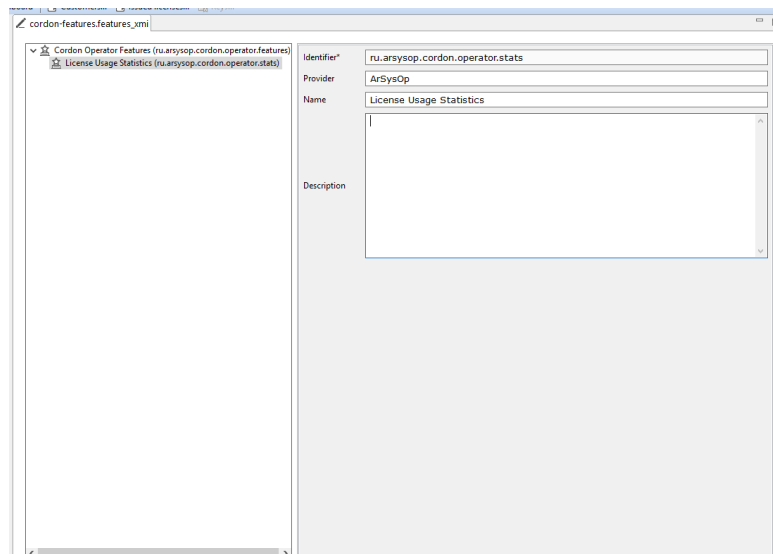 cordon-features.features_xmi
Cordon Operator Features (ru.arsysop.cordon.operator.features)
License Usage Statistics (ru.arsysop.cordon.operator.stats)
Identifier*
ru.arsysop.cordon.operator.stats
Provider
ArSysOp
Name
License Usage Statistics
Description